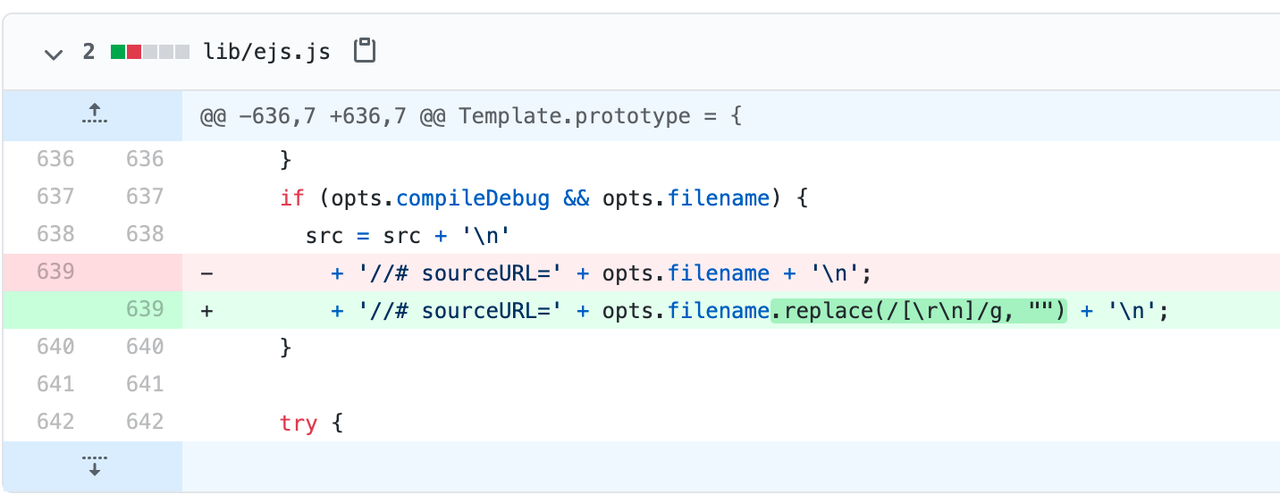 2 lib/ejs.js
@@ -636,7 +636,7 @@ Template.prototype = {
636 636 }
637 637 if (opts.compileDebug && opts.filename) {
638 638 src = src + '\n'
639 - + '//# sourceURL=' + opts.filename + '\n';
639 + + '//# sourceURL=' + opts.filename.replace(/[\r\n]/g, "") + '\n';
640 640 }
641 641
642 642 try {